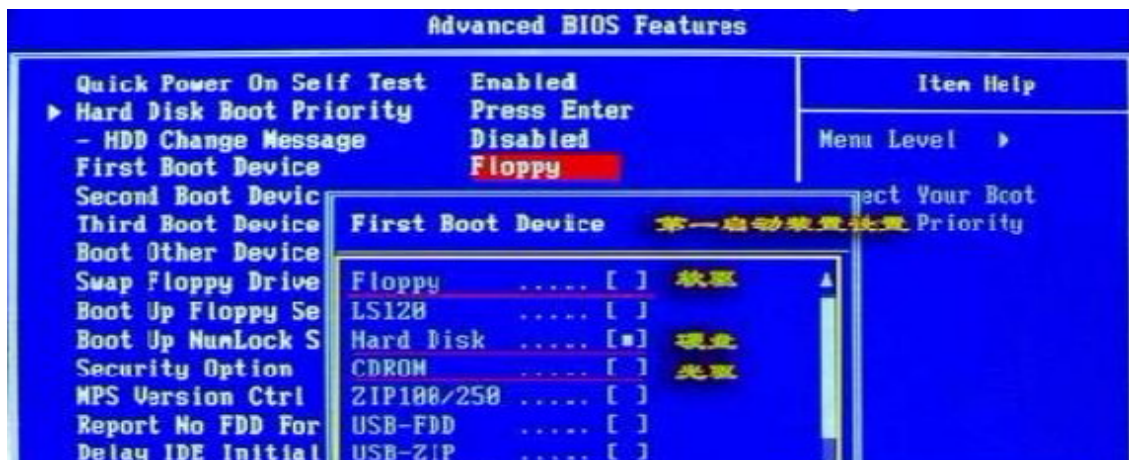 Advanced BIOS Features
Quick Power On Self Test Enabled
Hard Disk Boot Priority Press Enter
- HDD Change Message Disabled
First Boot Device Floppy
Second Boot Devic
Third Boot Device
Boot Other Device
Swap Floppy Drive
Boot Up Floppy Se
Boot Up NumLock S
Security Option
MPS Version Ctrl
Report No FDD For
Delay IDE Initial
First Boot Device 第一启动装置设置
Floppy ..... [ ] 软驱
LS120 ..... [ ]
Hard Disk ..... [■] 硬盘
CDROM ..... [ ] 光驱
ZIP100/250 ..... [ ]
USB-FDD ..... [ ]
USB-ZIP ..... [ ]
Item Help
Menu Level
ect Your Boot
Priority